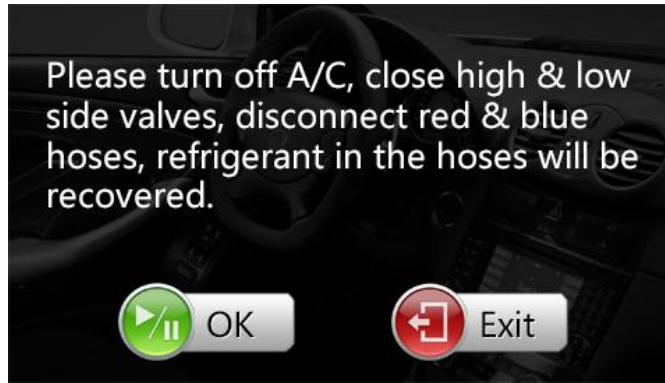 Please turn off A/C, close high & low
side valves, disconnect red & blue
hoses, refrigerant in the hoses will be
recovered.
OK
Exit